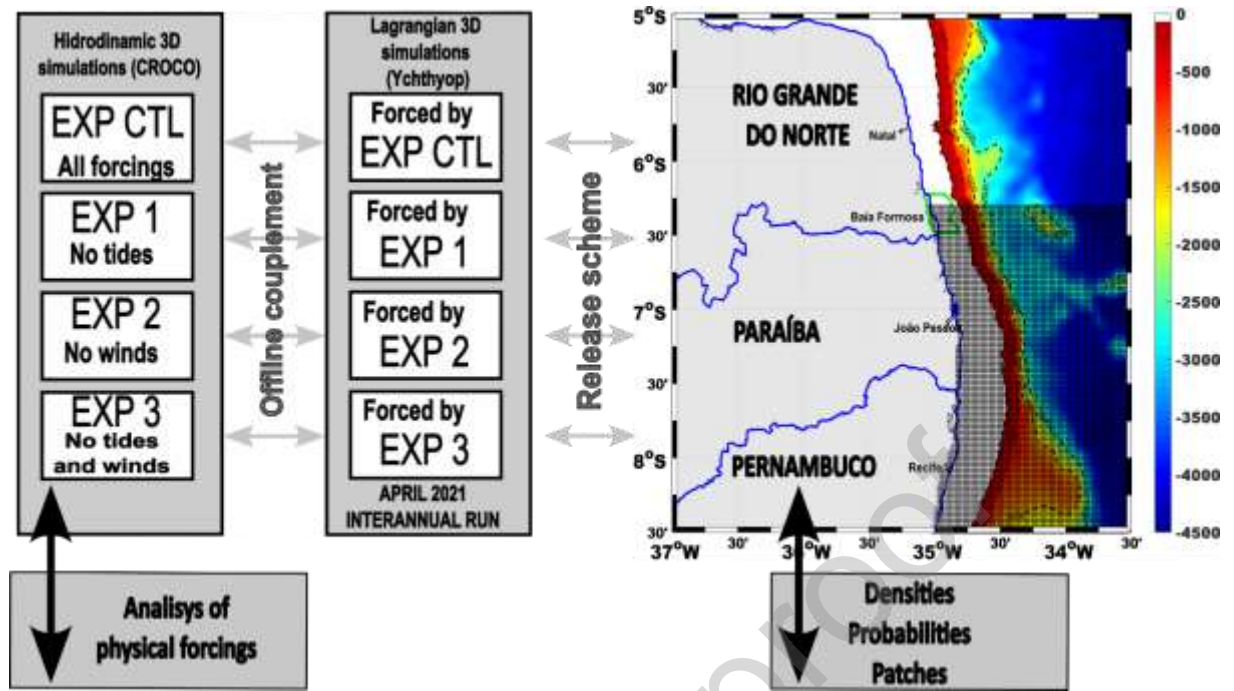 Hidrodinamic 3D
simulations (CROCO)
EXP CTL
All forcings
EXP 1
No tides
EXP 2
No winds
EXP 3
No tides
and winds
Offline couplement
Lagrangian 3D
simulations
(Ychthyop)
Forced by
EXP CTL
Forced by
EXP 1
Forced by
EXP 2
Forced by
EXP 3
APRIL 2021
INTERANNUAL RUN
Release scheme
5°S
30'
6°S
30'
7°S
30'
8°S
30'
37°W
30'
36°W
30'
35°W
30'
34°W
30'
RIO GRANDE
DO NORTE
Natal
Baia Formosa
PARAÍBA
João Pessoa
PERNAMBUCO
Recife
0
-500
-1000
-1500
-2000
-2500
-3000
-3500
-4000
-4500
Analisys of
physical forcings
Densities
Probabilities
Patches
proof